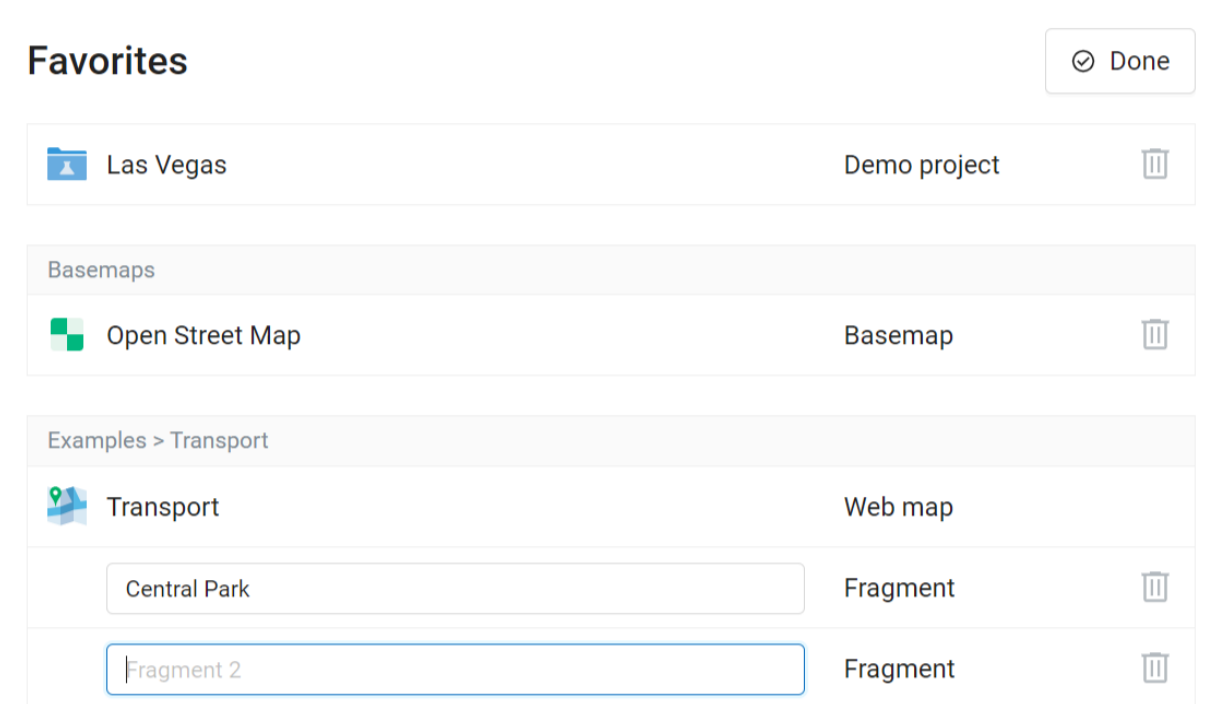 Favorites
Done
Las Vegas Demo project
Basemaps
Open Street Map Basemap
Examples > Transport
Transport Web map
Central Park Fragment
Fragment 2 Fragment